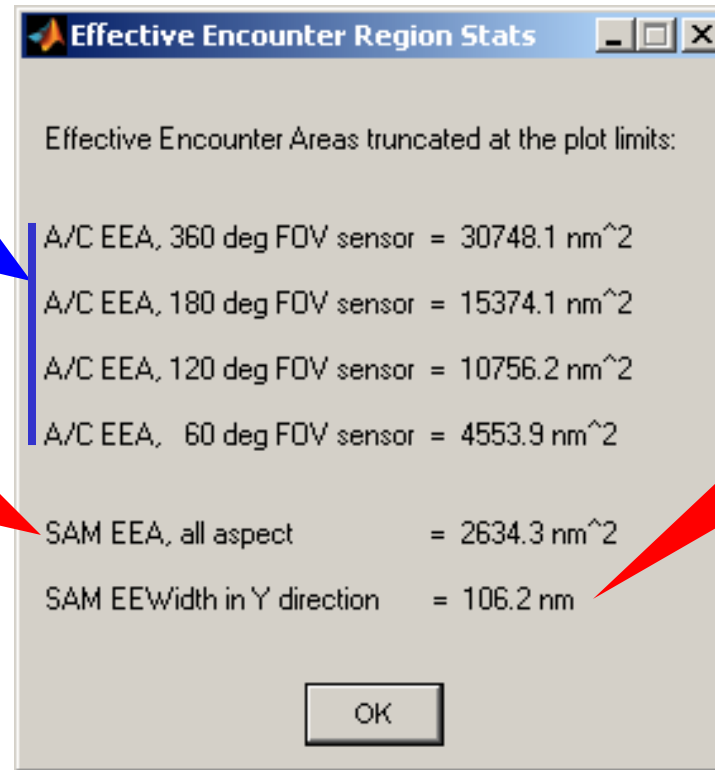 Effective Encounter Region Stats
Effective Encounter Areas truncated at the plot limits:
A/C EEA, 360 deg FOV sensor = 30748.1 nm^2
A/C EEA, 180 deg FOV sensor = 15374.1 nm^2
A/C EEA, 120 deg FOV sensor = 10756.2 nm^2
A/C EEA, 60 deg FOV sensor = 4553.9 nm^2
SAM EEA, all aspect = 2634.3 nm^2
SAM EEWidth in Y direction = 106.2 nm
OK